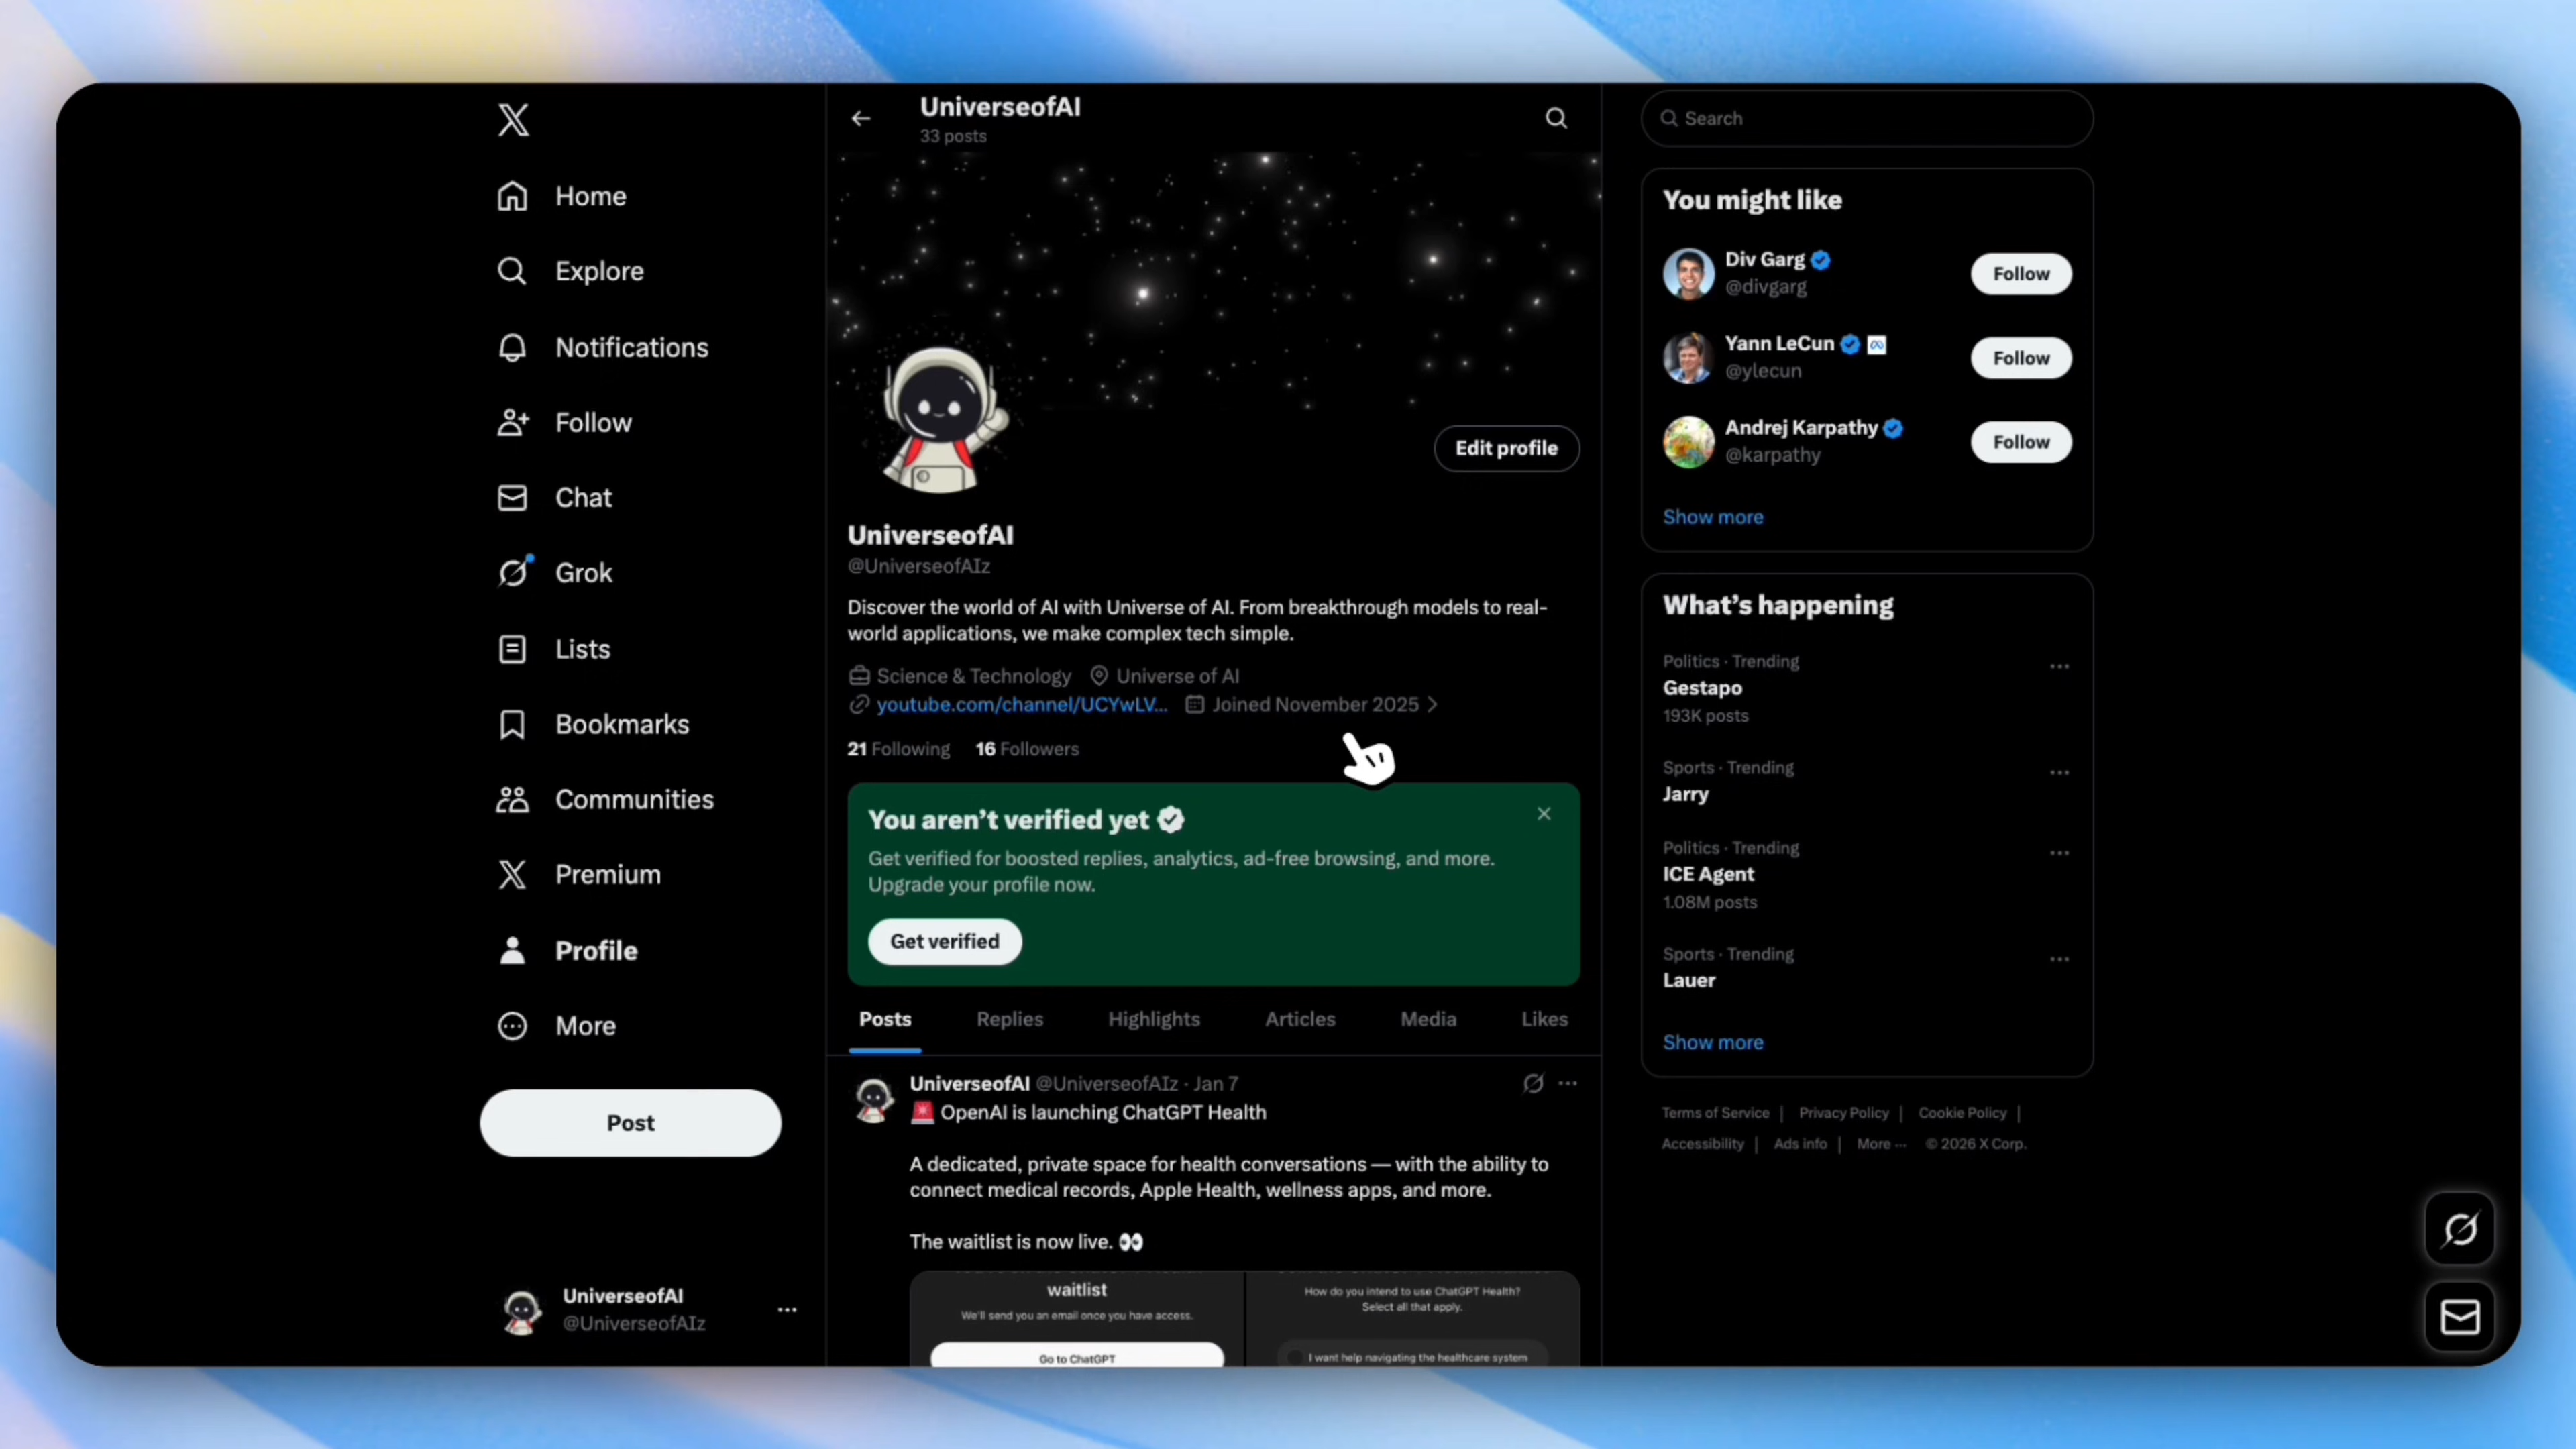 Home
Explore
Notifications
Follow
Chat
Grok
Lists
Bookmarks
Communities
Premium
Profile
More
Post
UniverseofAI
@UniverseofAIz
UniverseofAI
33 posts
Edit profile
UniverseofAI
@UniverseofAIz
Discover the world of AI with Universe of AI. From breakthrough models to real-
world applications, we make complex tech simple.
Science & Technology Universe of AI
youtube.com/channel/UCYwLV... Joined November 2025
21 Following 16 Followers
You aren't verified yet
Get verified for boosted replies, analytics, ad-free browsing, and more.
Upgrade your profile now.
Get verified
Posts Replies Highlights Articles Media Likes
UniverseofAI @UniverseofAIz · Jan 7
🚨 OpenAI is launching ChatGPT Health
A dedicated, private space for health conversations — with the ability to
connect medical records, Apple Health, wellness apps, and more.
The waitlist is now live. 👀
waitlist
We'll send you an email once you have access.
Go to ChatGPT
How do you intend to use ChatGPT Health?
Select all that apply.
I want help navigating the healthcare system
Search
You might like
Div Garg
@divgarg
Follow
Yann LeCun
@ylecun
Follow
Andrej Karpathy
@karpathy
Follow
Show more
What's happening
Politics · Trending
Gestapo
193K posts
Sports · Trending
Jarry
Politics · Trending
ICE Agent
1.08M posts
Sports · Trending
Lauer
Show more
Terms of Service | Privacy Policy | Cookie Policy |
Accessibility | Ads info | More ··· © 2026 X Corp.